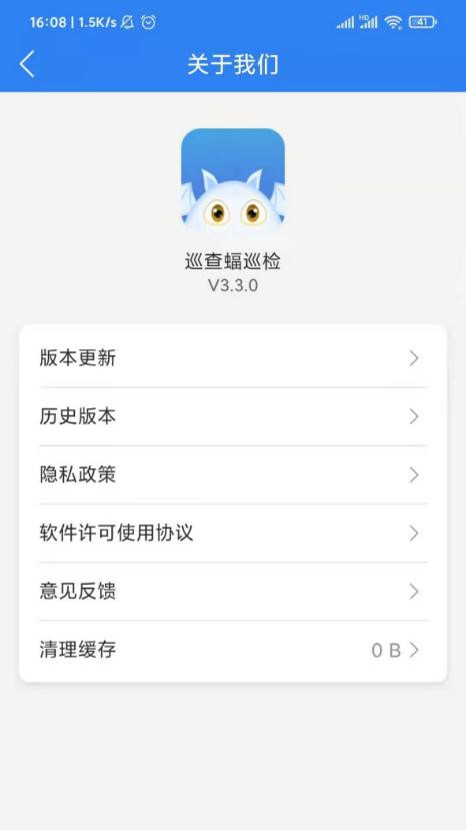 16:08 | 1.5K/s
HD
41
关于我们
巡查蝠巡检
V3.3.0
版本更新
历史版本
隐私政策
软件许可使用协议
意见反馈
清理缓存 0 B